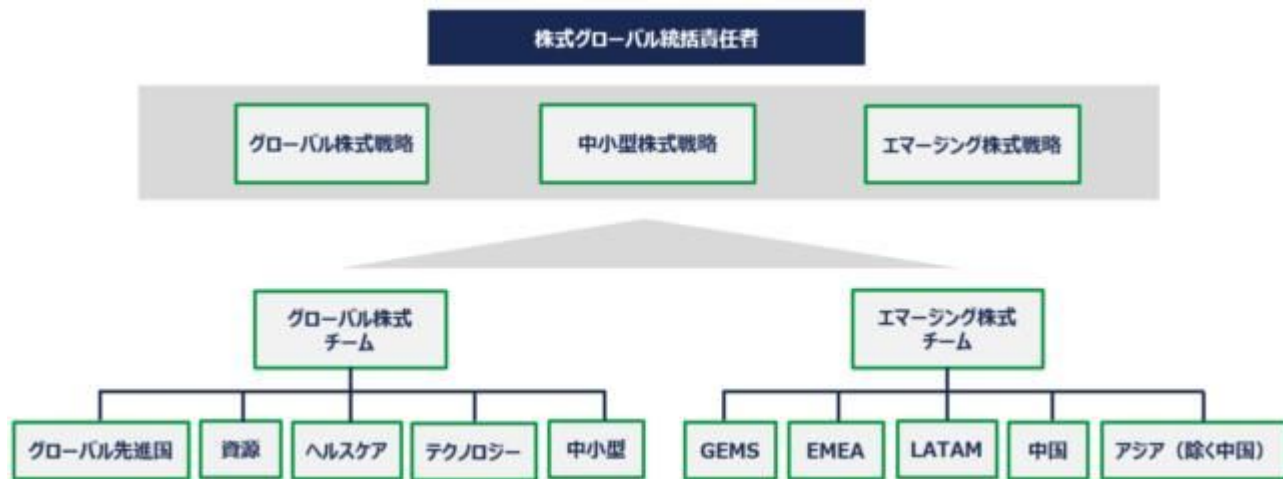 株式グローバル統括責任者
グローバル株式戦略
中小型株式戦略
エマージング株式戦略
グローバル株式
チーム
エマージング株式
チーム
グローバル先進国
資源
ヘルスケア
テクノロジー
中小型
GEMS
EMEA
LATAM
中国
アジア（除く中国）